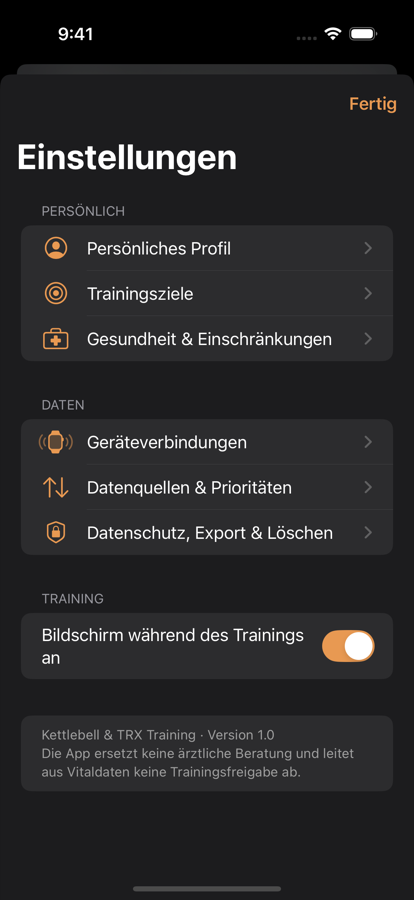 9:41
Fertig
Einstellungen
PERSÖNLICH
Persönliches Profil
Trainingsziele
Gesundheit & Einschränkungen
DATEN
Geräteverbindungen
Datenquellen & Prioritäten
Datenschutz, Export & Löschen
TRAINING
Bildschirm während des Trainings
an
Kettlebell & TRX Training · Version 1.0
Die App ersetzt keine ärztliche Beratung und leitet
aus Vitaldaten keine Trainingsfreigabe ab.